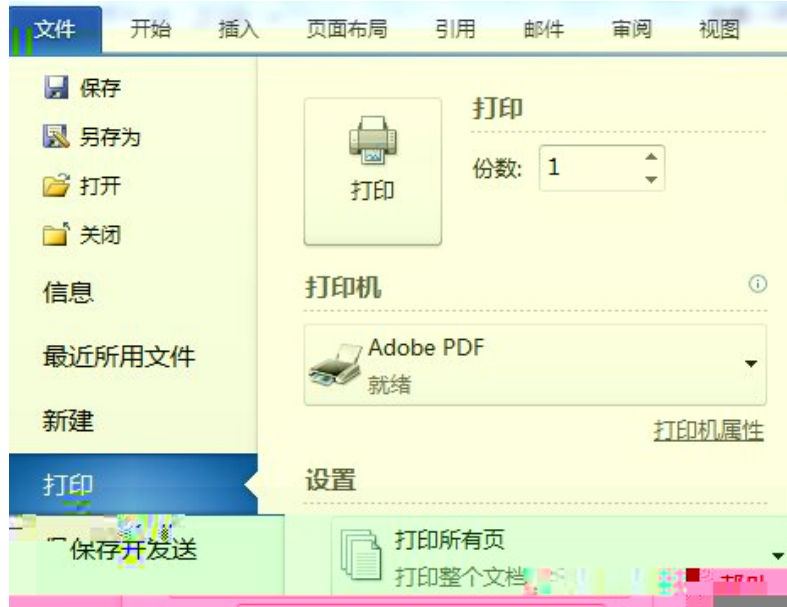 文件 开始 插入 页面布局 引用 邮件 审阅 视图
保存
另存为
打开
关闭
信息
最近所用文件
新建
打印
保存并发送
打印
打印
份数: 1
打印机
Adobe PDF
就绪
打印机属性
设置
打印所有页
打印整个文档